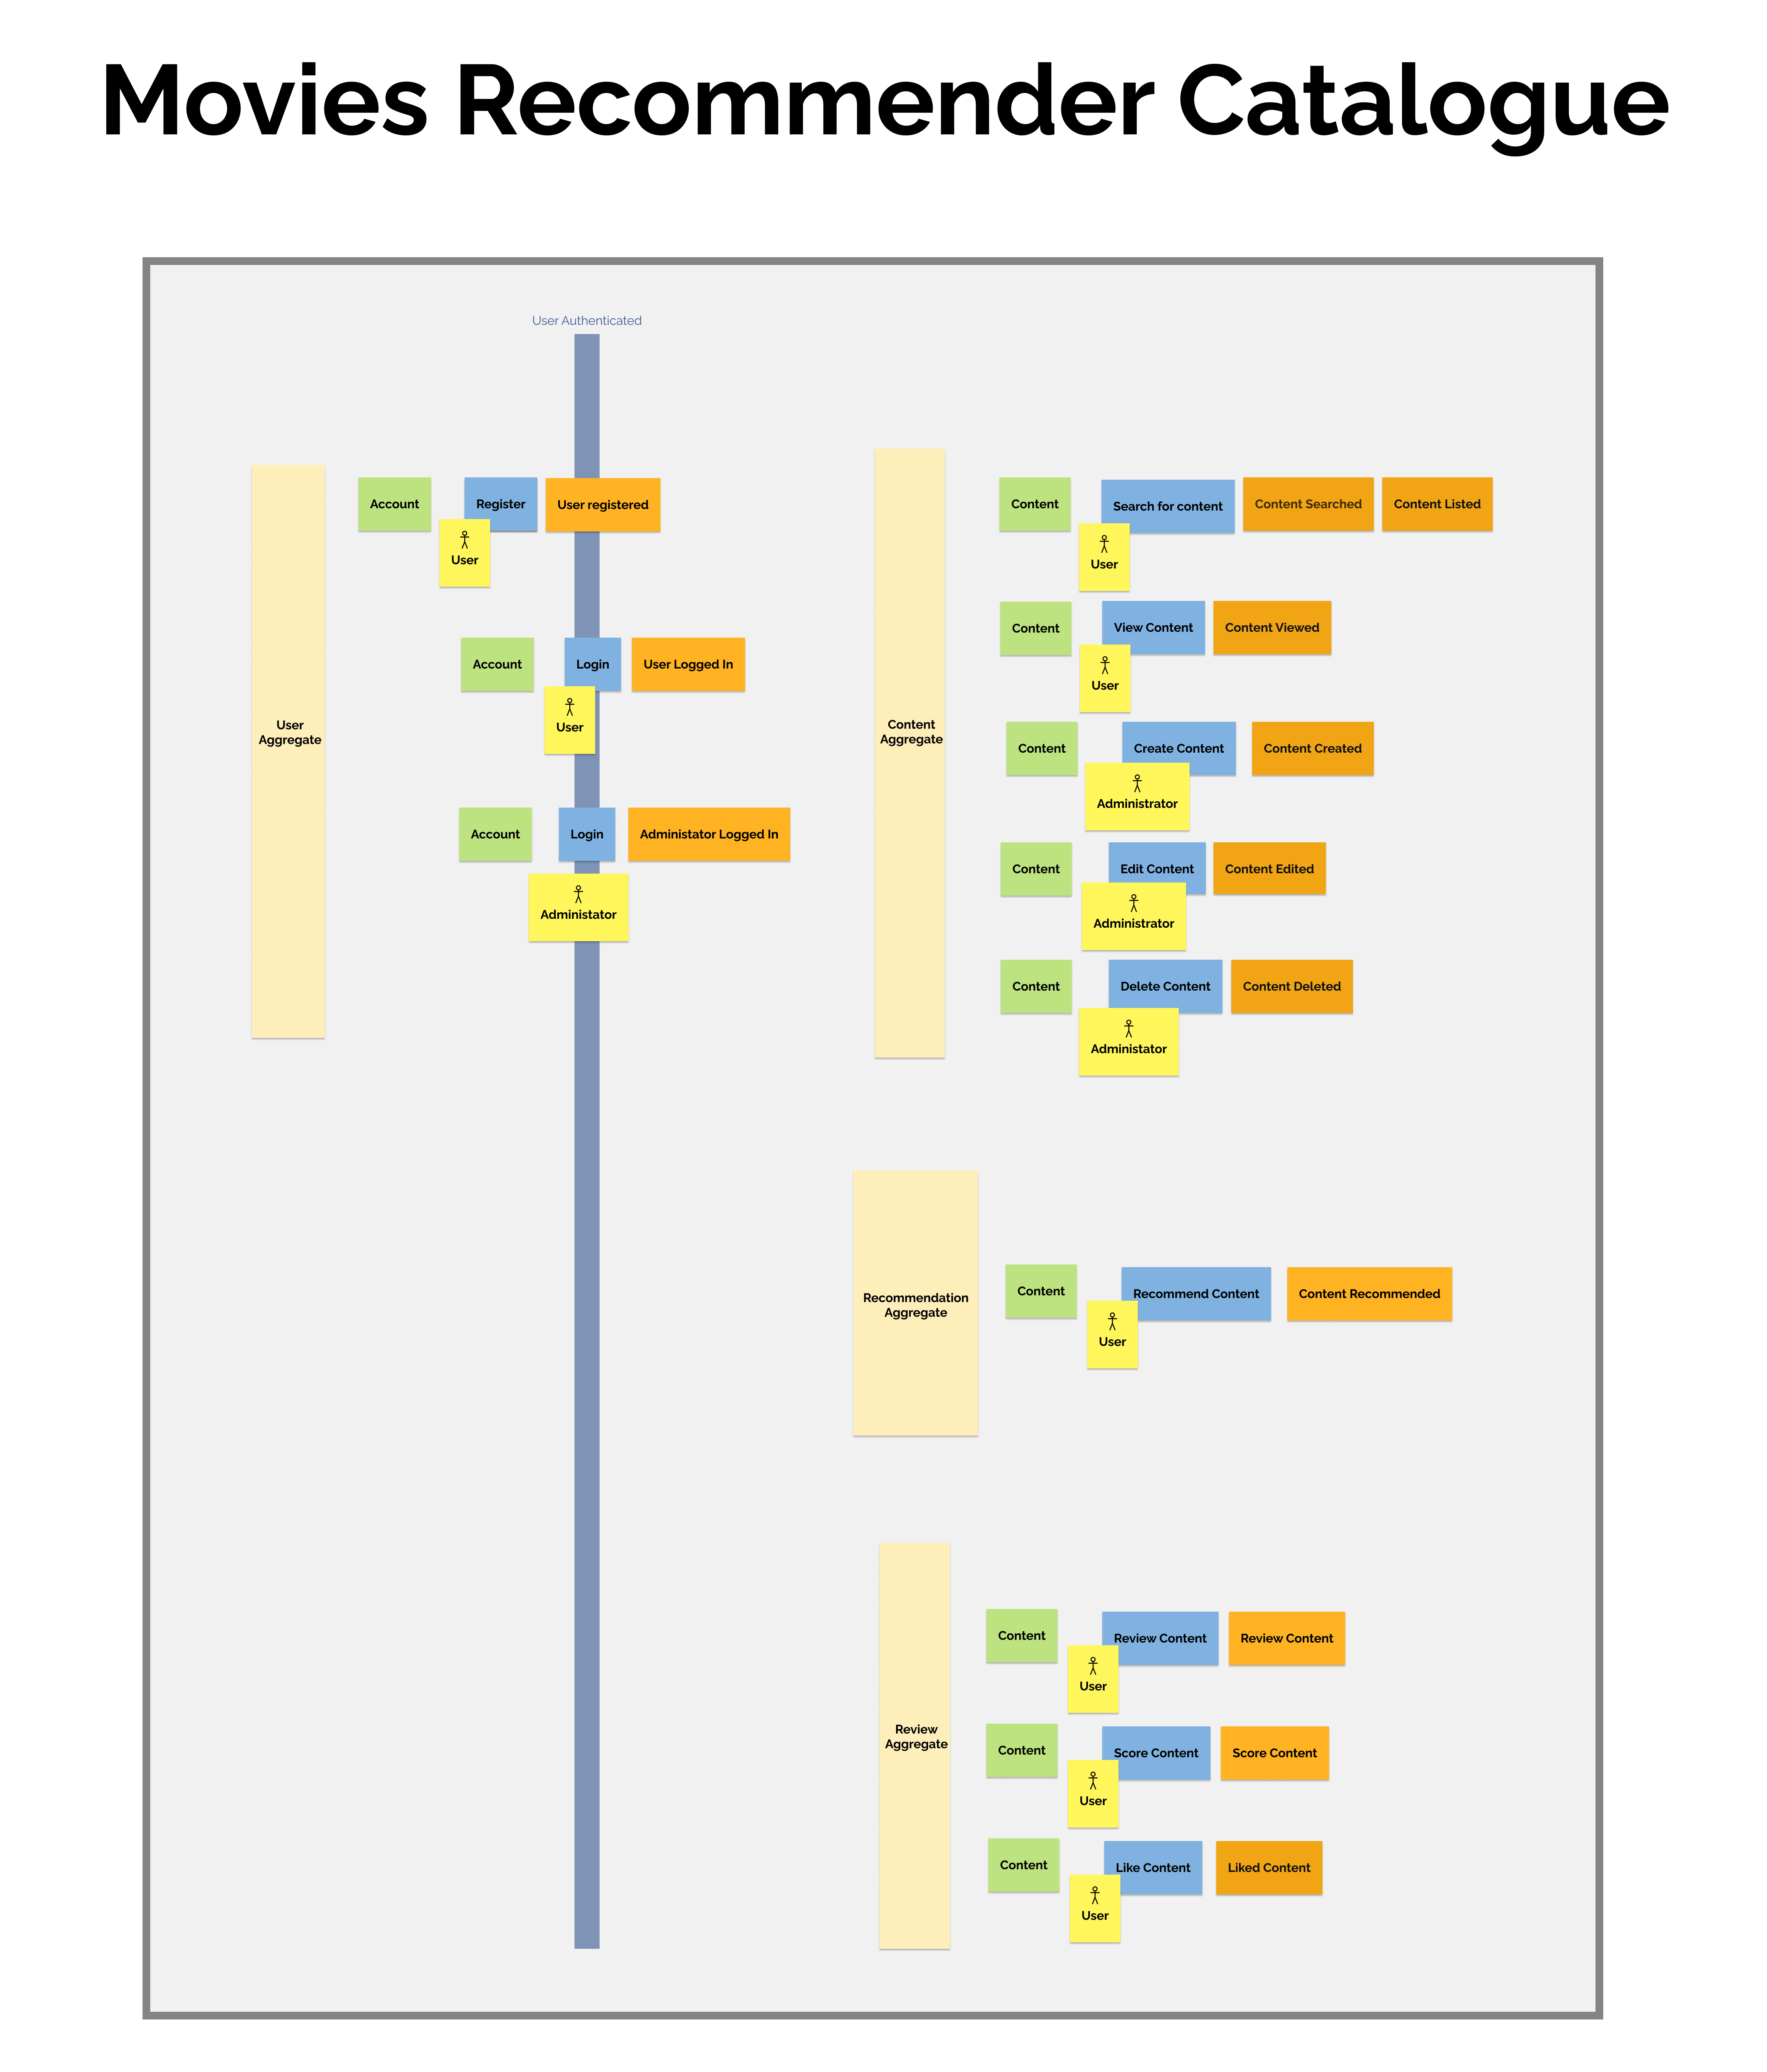 Movies Recommender Catalogue
User Authenticated
User
Aggregate
Account
Register
User registered
User
Account
Login
User Logged In
User
Account
Login
Administator Logged In
Administator
Content
Aggregate
Content
Search for content
Content Searched
Content Listed
User
Content
View Content
Content Viewed
User
Content
Create Content
Content Created
Administrator
Content
Edit Content
Content Edited
Administrator
Content
Delete Content
Content Deleted
Administator
Recommendation
Aggregate
Content
Recommend Content
Content Recommended
User
Review
Aggregate
Content
Review Content
Review Content
User
Content
Score Content
Score Content
User
Content
Like Content
Liked Content
User